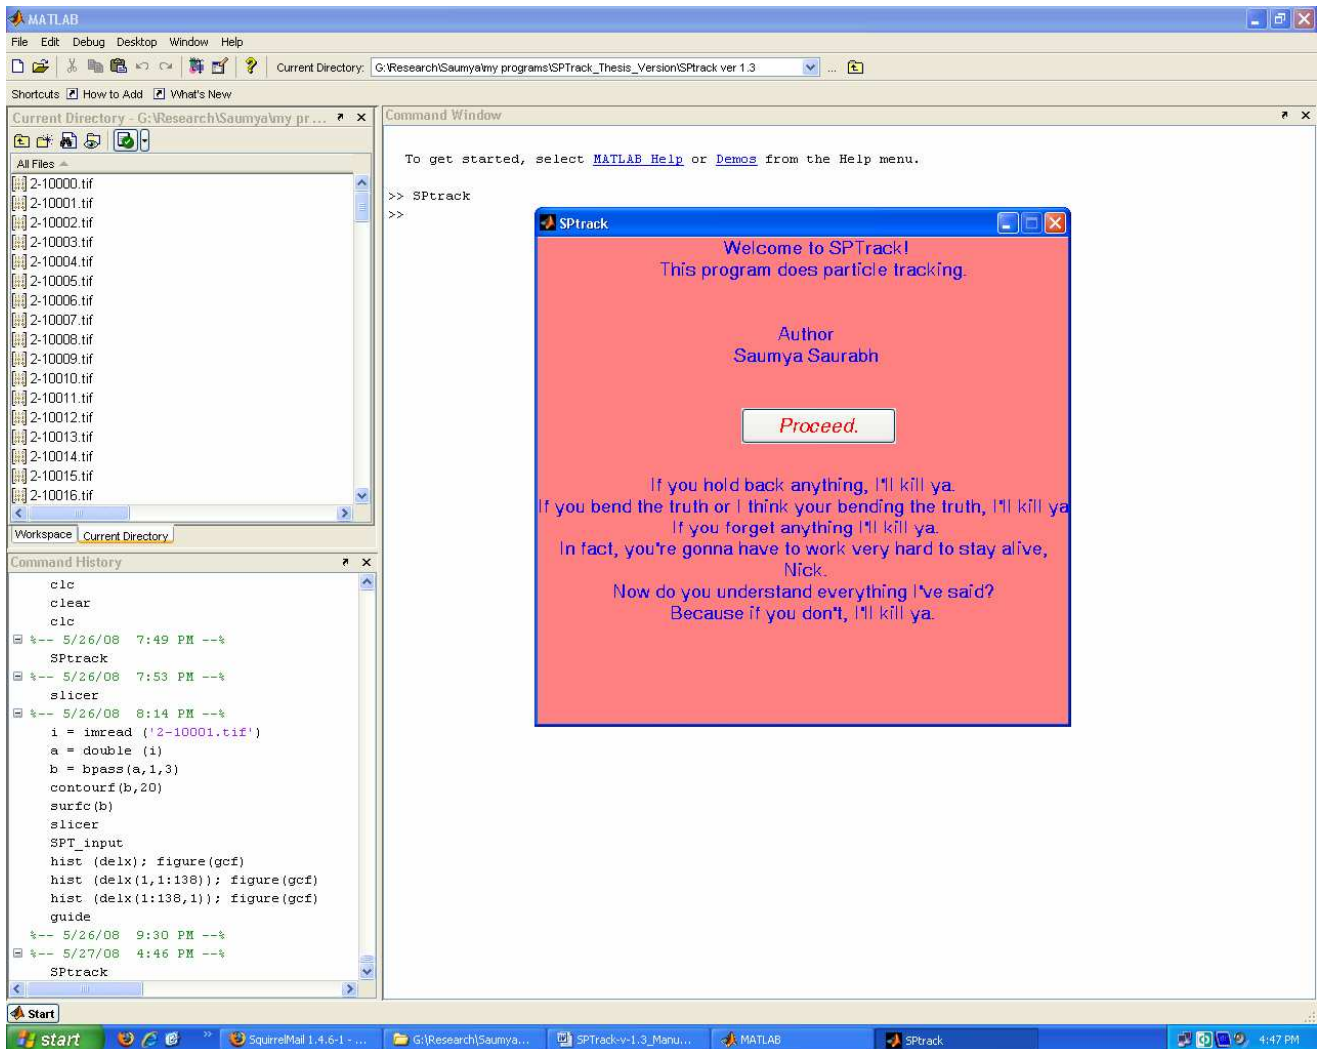 MATLAB
File Edit Debug Desktop Window Help
Current Directory: G:\Research\Saumya\my programs\SPTrack_Thesis_Version\SPtrack ver 1.3
Shortcuts How to Add What's New
Current Directory - G:\Research\Saumya\my pr...
All Files
2-10000.tif
2-10001.tif
2-10002.tif
2-10003.tif
2-10004.tif
2-10005.tif
2-10006.tif
2-10007.tif
2-10008.tif
2-10009.tif
2-10010.tif
2-10011.tif
2-10012.tif
2-10013.tif
2-10014.tif
2-10015.tif
2-10016.tif
Workspace Current Directory
Command History
clc
clear
clc
%-- 5/26/08 7:49 PM --%
SPtrack
%-- 5/26/08 7:53 PM --%
slicer
%-- 5/26/08 8:14 PM --%
i = imread ('2-10001.tif')
a = double (i)
b = bpass(a,1,3)
contourf(b,20)
surfc(b)
slicer
SPT_input
hist (delx); figure(gcf)
hist (delx(1,1:138)); figure(gcf)
hist (delx(1:138,1)); figure(gcf)
guide
%-- 5/26/08 9:30 PM --%
%-- 5/27/08 4:46 PM --%
SPtrack
Command Window
To get started, select MATLAB Help or Demos from the Help menu.
>> SPtrack
>>
SPtrack
Welcome to SPTrack!
This program does particle tracking.
Author
Saumya Saurabh
Proceed.
If you hold back anything, I'll kill ya.
If you bend the truth or I think your bending the truth, I'll kill ya
If you forget anything I'll kill ya.
In fact, you're gonna have to work very hard to stay alive,
Nick.
Now do you understand everything I've said?
Because if you don't, I'll kill ya.
Start
start SquirrelMail 1.4.6-1 - ... G:\Research\Saumya... SPTrack-v-1.3_Manu... MATLAB SPtrack 4:47 PM